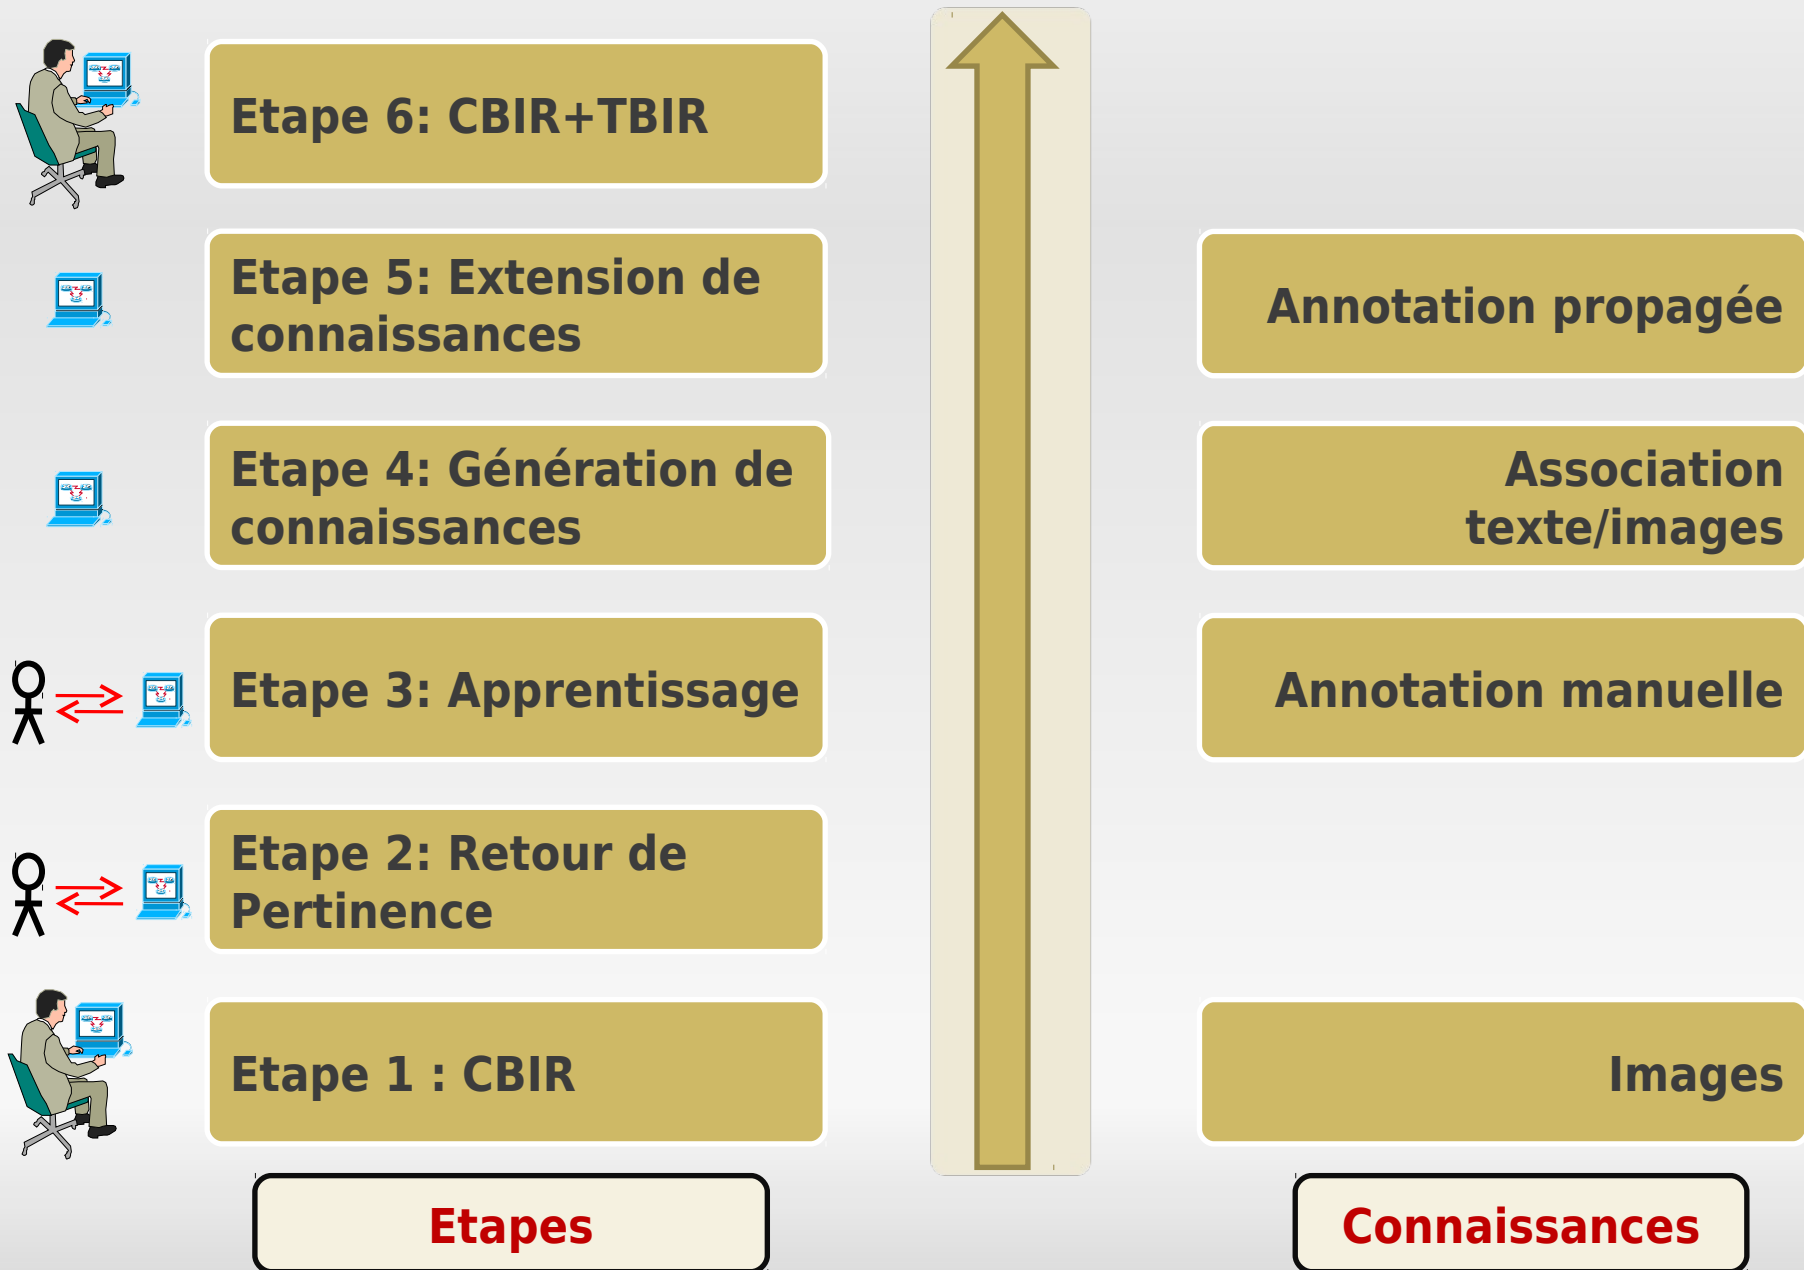 Etape 6: CBIR+TBIR
Etape 5: Extension de
connaissances
Annotation propagée
Etape 4: Génération de
connaissances
Association
texte/images
Etape 3: Apprentissage
Annotation manuelle
Etape 2: Retour de
Pertinence
Etape 1 : CBIR
Images
Etapes
Connaissances